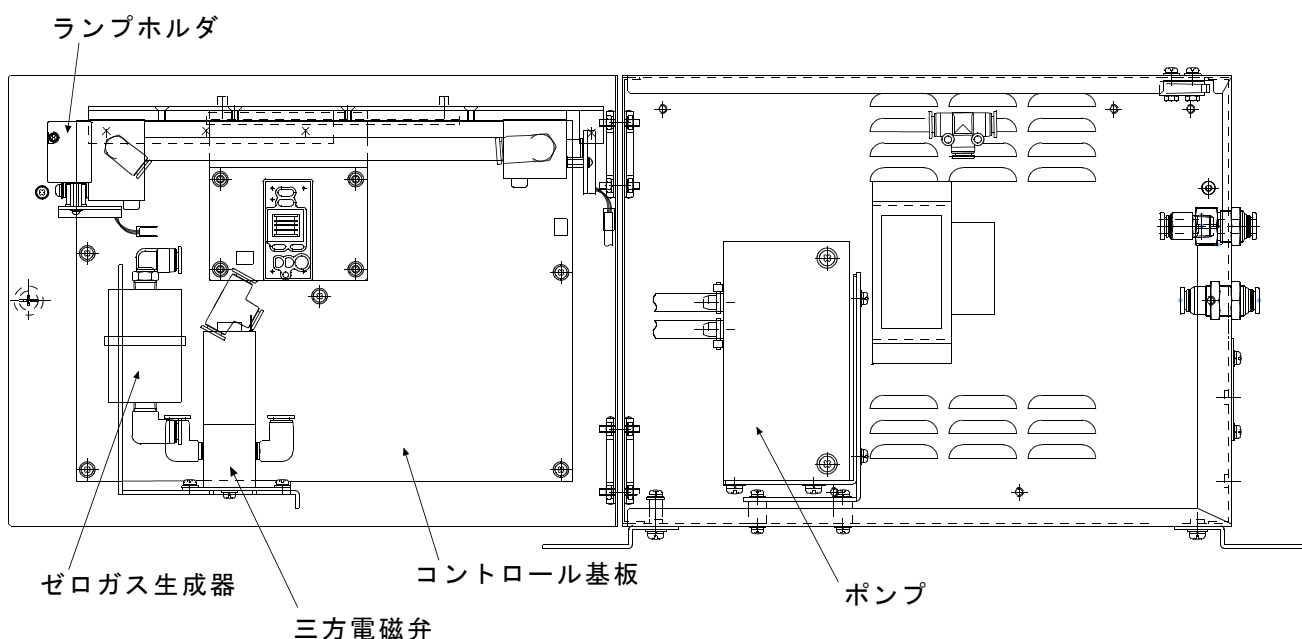 ランプホルダ
ゼロガス生成器
コントロール基板
ポンプ
三方電磁弁